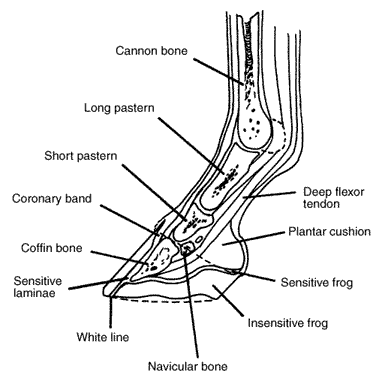 Cannon bone
Long pastern
Short pastern
Coronary band
Coffin bone
Sensitive
laminae
White line
Navicular bone
Deep flexor
tendon
Plantar cushion
Sensitive frog
Insensitive frog